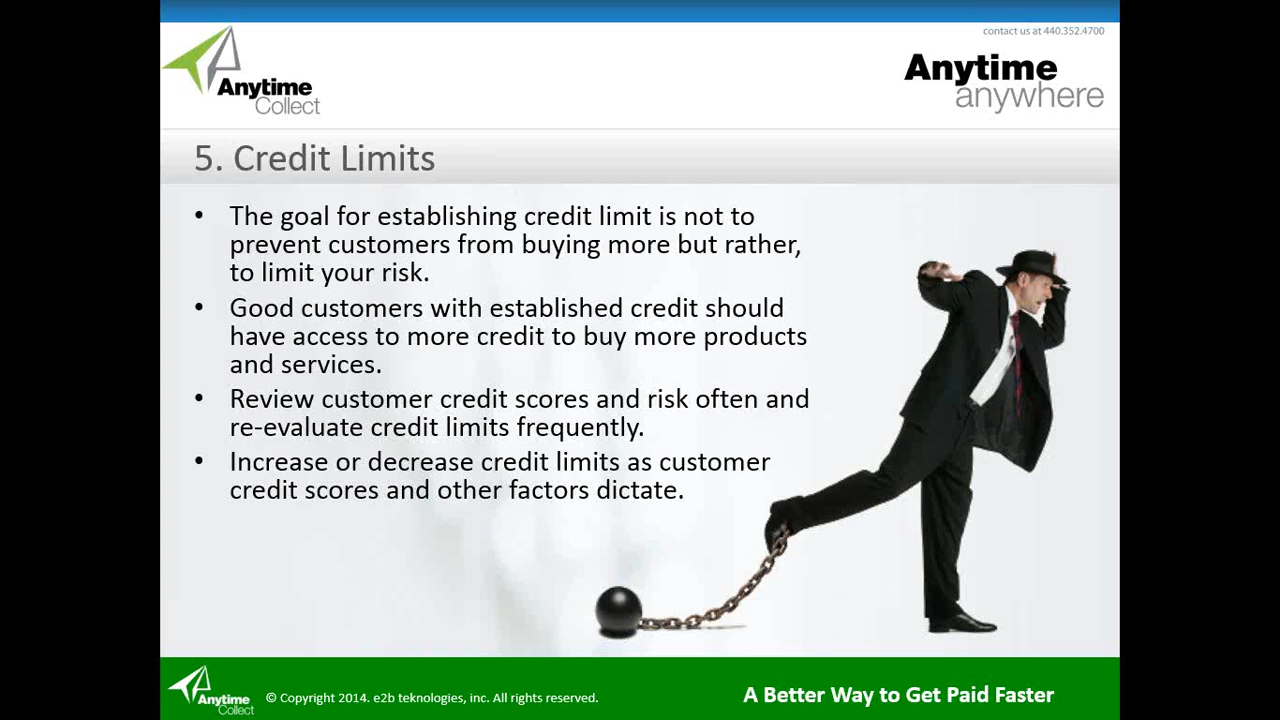 contact us at 440.352.4700
Anytime
Collect
Anytime
anywhere
5. Credit Limits
• The goal for establishing credit limit is not to
prevent customers from buying more but rather,
to limit your risk.
• Good customers with established credit should
have access to more credit to buy more products
and services.
• Review customer credit scores and risk often and
re-evaluate credit limits frequently.
• Increase or decrease credit limits as customer
credit scores and other factors dictate.
Anytime
Collect
© Copyright 2014. e2b teknologies, inc. All rights reserved.
A Better Way to Get Paid Faster